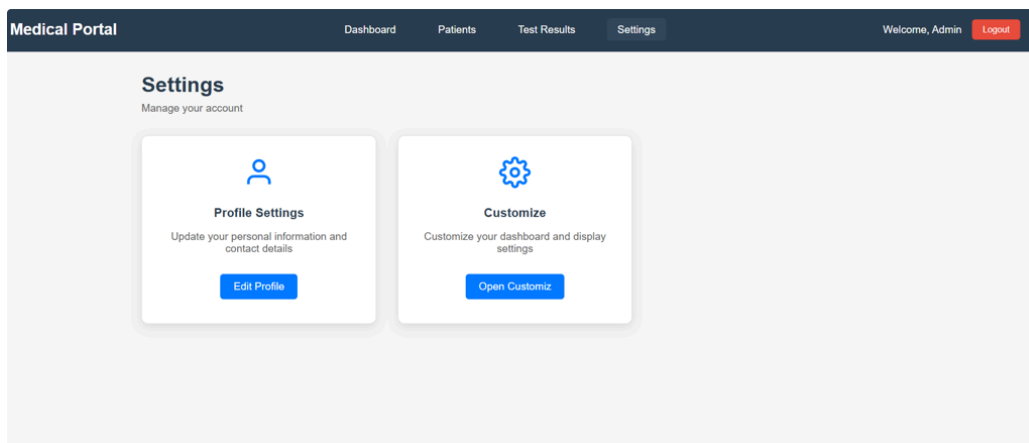 Medical Portal
Dashboard
Patients
Test Results
Settings
Welcome, Admin
Logout
Settings
Manage your account
Profile Settings
Update your personal information and
contact details
Edit Profile
Customize
Customize your dashboard and display
settings
Open Customiz